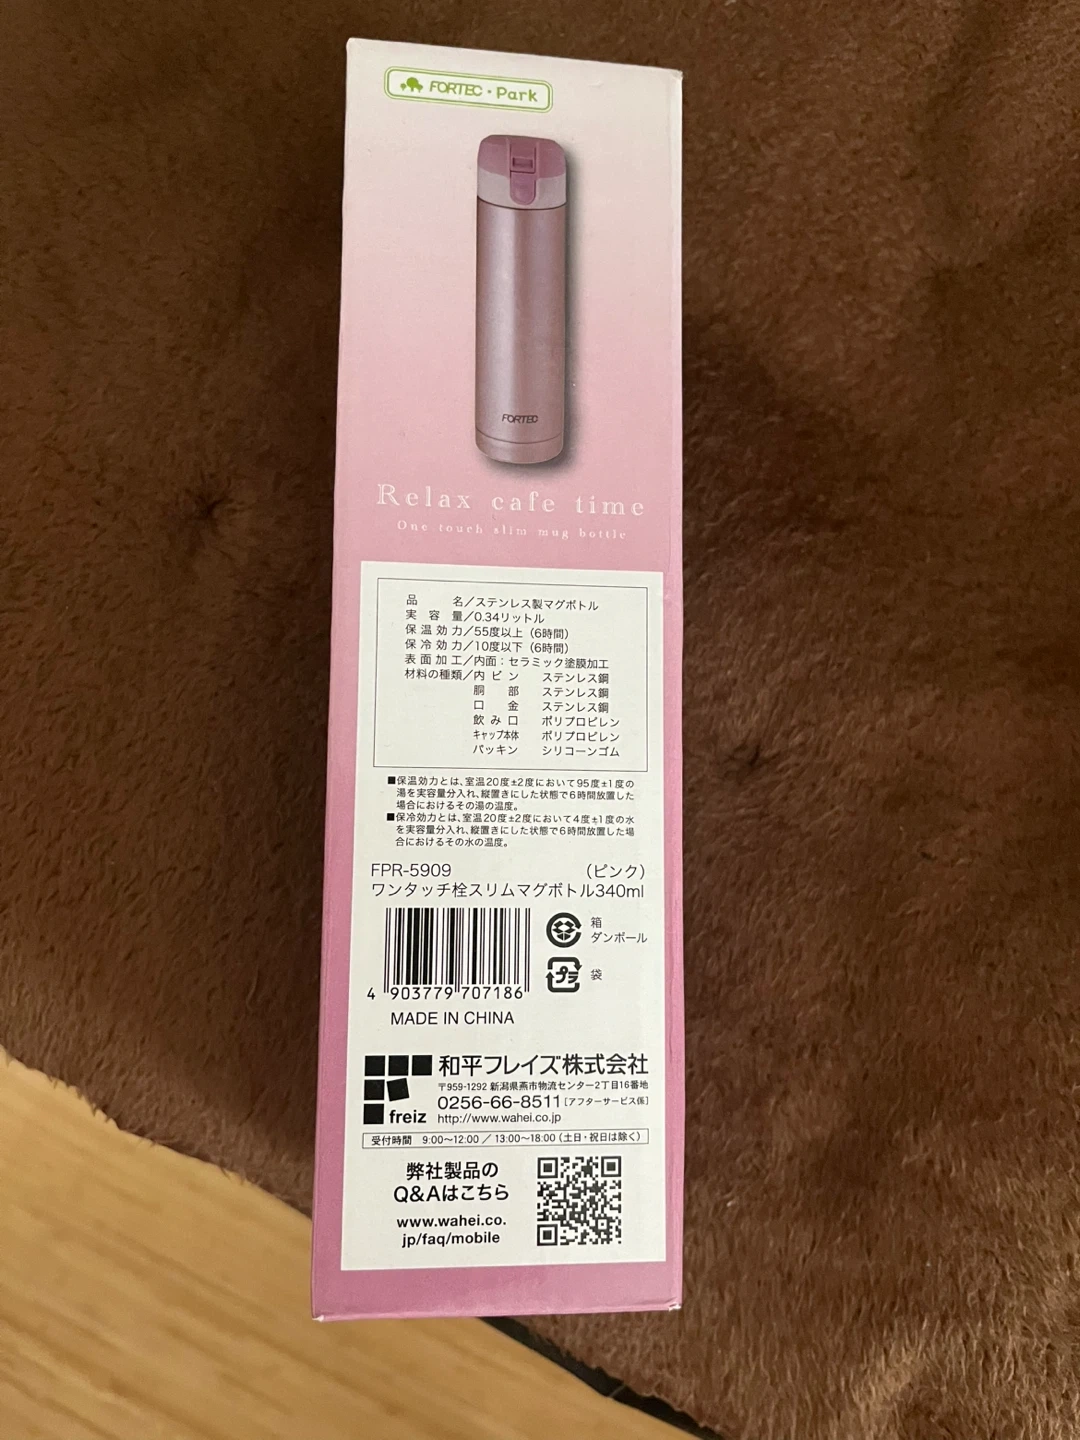 FORTEC・Park
FORTEC
Relax cafe time
One touch slim mug bottle
品名／ステンレス製マグボトル
実容量／0.34リットル
保温効力／55度以上（6時間）
保冷効力／10度以下（6時間）
表面加工／内面：セラミック塗膜加工
材料の種類／内ビン ステンレス鋼
胴部 ステンレス鋼
口金 ステンレス鋼
飲み口 ポリプロピレン
キャップ本体 ポリプロピレン
パッキン シリコーンゴム
■保温効力とは、室温20度±2度において95度±1度の
湯を実容量分入れ、縦置きにした状態で6時間放置した
場合におけるその湯の温度。
■保冷効力とは、室温20度±2度において4度±1度の水
を実容量分入れ、縦置きにした状態で6時間放置した場
合におけるその水の温度。
FPR-5909 （ピンク）
ワンタッチ栓スリムマグボトル340ml
箱
ダンボール
プラ
袋
4 903779 707186
MADE IN CHINA
freiz
和平フレイズ株式会社
〒959-1292 新潟県燕市物流センター2丁目16番地
0256-66-8511［アフターサービス係］
http://www.wahei.co.jp
受付時間 9:00〜12:00 ／ 13:00〜18:00（土日・祝日は除く）
弊社製品の
Q&Aはこちら
www.wahei.co.
jp/faq/mobile